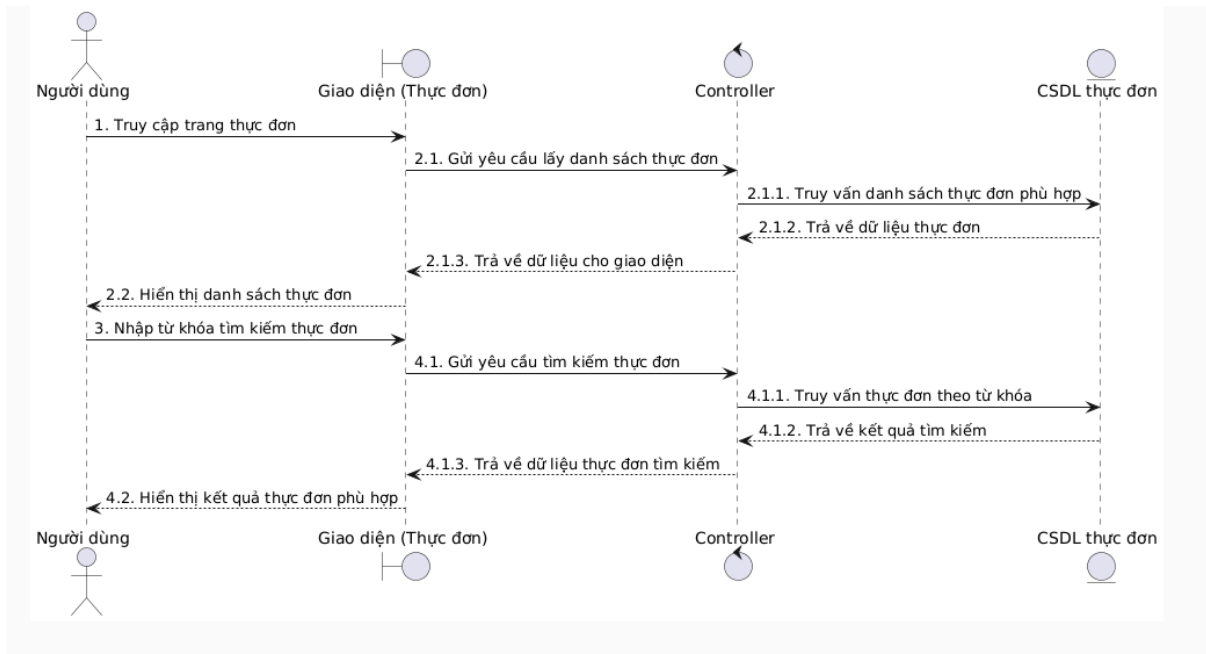 Người dùng
Giao diện (Thực đơn)
Controller
CSDL thực đơn
1. Truy cập trang thực đơn
2.1. Gửi yêu cầu lấy danh sách thực đơn
2.1.1. Truy vấn danh sách thực đơn phù hợp
2.1.2. Trả về dữ liệu thực đơn
2.1.3. Trả về dữ liệu cho giao diện
2.2. Hiển thị danh sách thực đơn
3. Nhập từ khóa tìm kiếm thực đơn
4.1. Gửi yêu cầu tìm kiếm thực đơn
4.1.1. Truy vấn thực đơn theo từ khóa
4.1.2. Trả về kết quả tìm kiếm
4.1.3. Trả về dữ liệu thực đơn tìm kiếm
4.2. Hiển thị kết quả thực đơn phù hợp
Người dùng
Giao diện (Thực đơn)
Controller
CSDL thực đơn